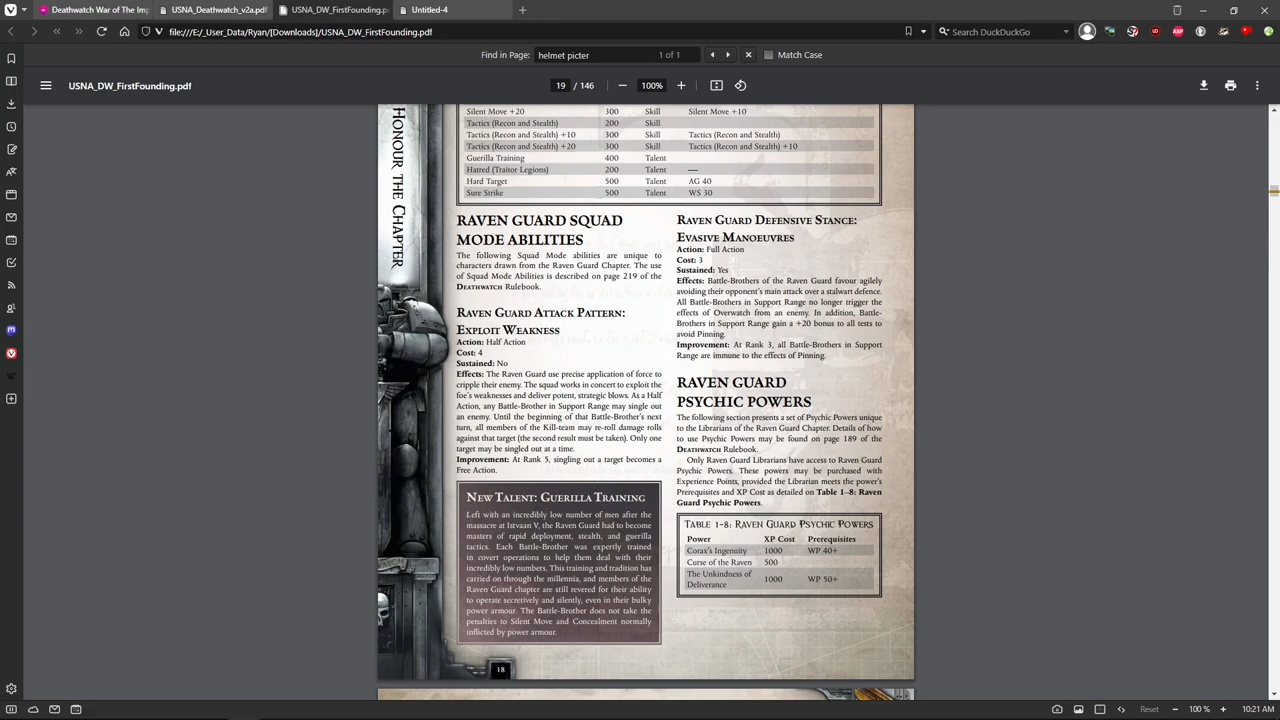 Deathwatch War of The Imp
USNA_Deathwatch_v2a.pdf
USNA_DW_FirstFounding.pc
Untitled-4
file:///E/_User_Data/Ryan/[Downloads]/USNA_DW_FirstFounding.pdf
Search DuckDuckGo
Find in Page: helmet picter 1 of 1 Match Case
USNA_DW_FirstFounding.pdf
19 / 146
100%
HONOUR THE CHAPTER
Silent Move +20 300 Skill Silent Move +10
Tactics (Recon and Stealth) 200 Skill
Tactics (Recon and Stealth) +10 300 Skill Tactics (Recon and Stealth)
Tactics (Recon and Stealth) +20 300 Skill Tactics (Recon and Stealth) +10
Guerilla Training 400 Talent
Hatred (Traitor Legions) 200 Talent —
Hard Target 500 Talent AG 40
Sure Strike 500 Talent WS 30
RAVEN GUARD SQUAD
MODE ABILITIES
The following Squad Mode abilities are unique to
characters drawn from the Raven Guard Chapter. The use
of Squad Mode Abilities is described on page 219 of the
DEATHWATCH Rulebook.
RAVEN GUARD ATTACK PATTERN:
EXPLOIT WEAKNESS
Action: Half Action
Cost: 4
Sustained: No
Effects: The Raven Guard use precise application of force to
cripple their enemy. The squad works in concert to exploit the
foe's weaknesses and deliver potent, strategic blows. As a Half
Action, any Battle-Brother in Support Range may single out
an enemy. Until the beginning of that Battle-Brother's next
turn, all members of the Kill-team may re-roll damage rolls
against that target (the second result must be taken). Only one
target may be singled out at a time.
Improvement: At Rank 5, singling out a target becomes a
Free Action.
NEW TALENT: GUERILLA TRAINING
Left with an incredibly low number of men after the
massacre at Istvaan V, the Raven Guard had to become
masters of rapid deployment, stealth, and guerilla
tactics. Each Battle-Brother was expertly trained
in covert operations to help them deal with their
incredibly low numbers. This training and tradition has
carried on through the millennia, and members of the
Raven Guard chapter are still revered for their ability
to operate secretively and silently, even in their bulky
power armour. The Battle-Brother does not take the
penalties to Silent Move and Concealment normally
inflicted by power armour.
18
RAVEN GUARD DEFENSIVE STANCE:
EVASIVE MANOEUVRES
Action: Full Action
Cost: 3
Sustained: Yes
Effects: Battle-Brothers of the Raven Guard favour agilely
avoiding their opponent's main attack over a stalwart defence.
All Battle-Brothers in Support Range no longer trigger the
effects of Overwatch from an enemy. In addition, Battle-
Brothers in Support Range gain a +20 bonus to all tests to
avoid Pinning.
Improvement: At Rank 3, all Battle-Brothers in Support
Range are immune to the effects of Pinning.
RAVEN GUARD
PSYCHIC POWERS
The following section presents a set of Psychic Powers unique
to the Librarians of the Raven Guard Chapter. Details of how
to use Psychic Powers may be found on page 189 of the
DEATHWATCH Rulebook.
Only Raven Guard Librarians have access to Raven Guard
Psychic Powers. These powers may be purchased with
Experience Points, provided the Librarian meets the power's
Prerequisites and XP Cost as detailed on Table 1–8: Raven
Guard Psychic Powers.
TABLE 1-8: RAVEN GUARD PSYCHIC POWERS
Power XP Cost Prerequisites
Corax's Ingenuity 1000 WP 40+
Curse of the Raven 500
The Unkindness of
Deliverance 1000 WP 50+
Reset 100 % 10:21 AM